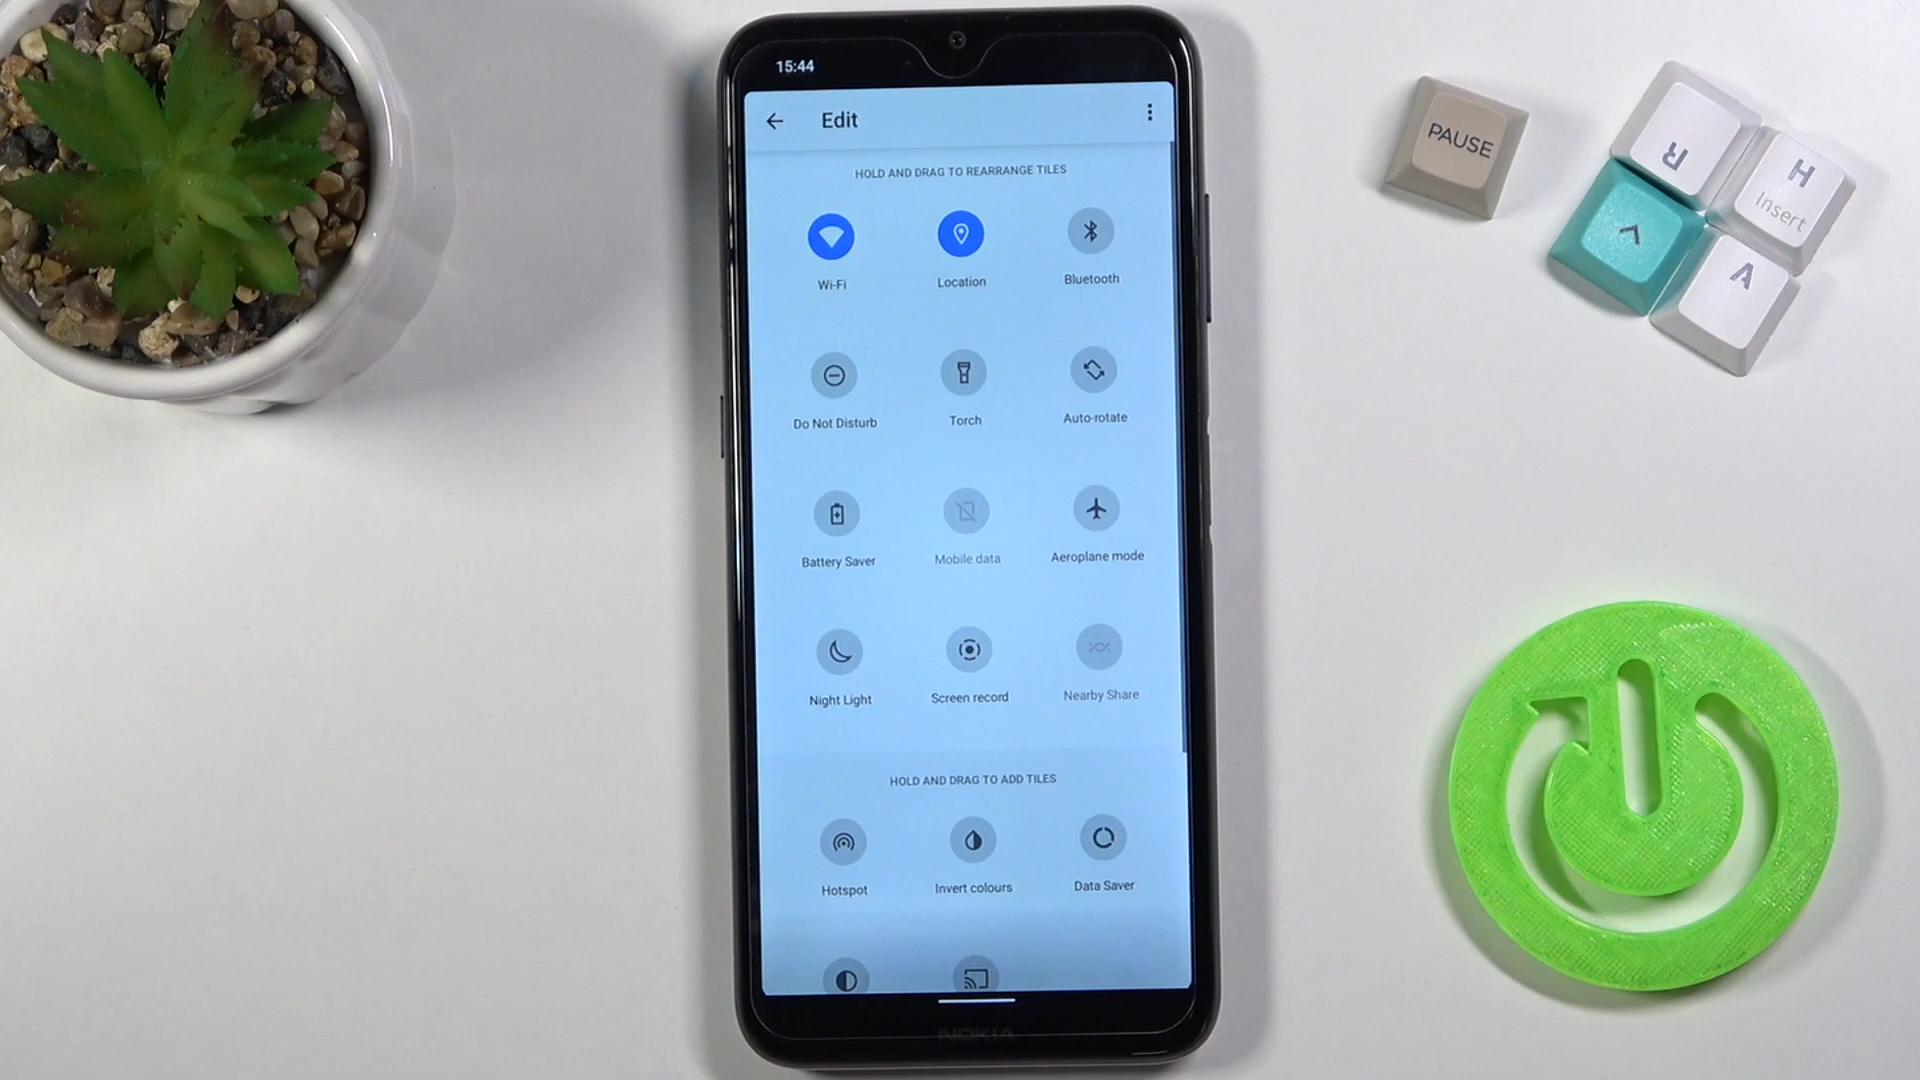 15:44
Edit
HOLD AND DRAG TO REARRANGE TILES
Wi-Fi
Location
Bluetooth
Do Not Disturb
Torch
Auto-rotate
Battery Saver
Mobile data
Aeroplane mode
Night Light
Screen record
Nearby Share
HOLD AND DRAG TO ADD TILES
Hotspot
Invert colours
Data Saver
NOKIA
PAUSE
R
H
Insert
A